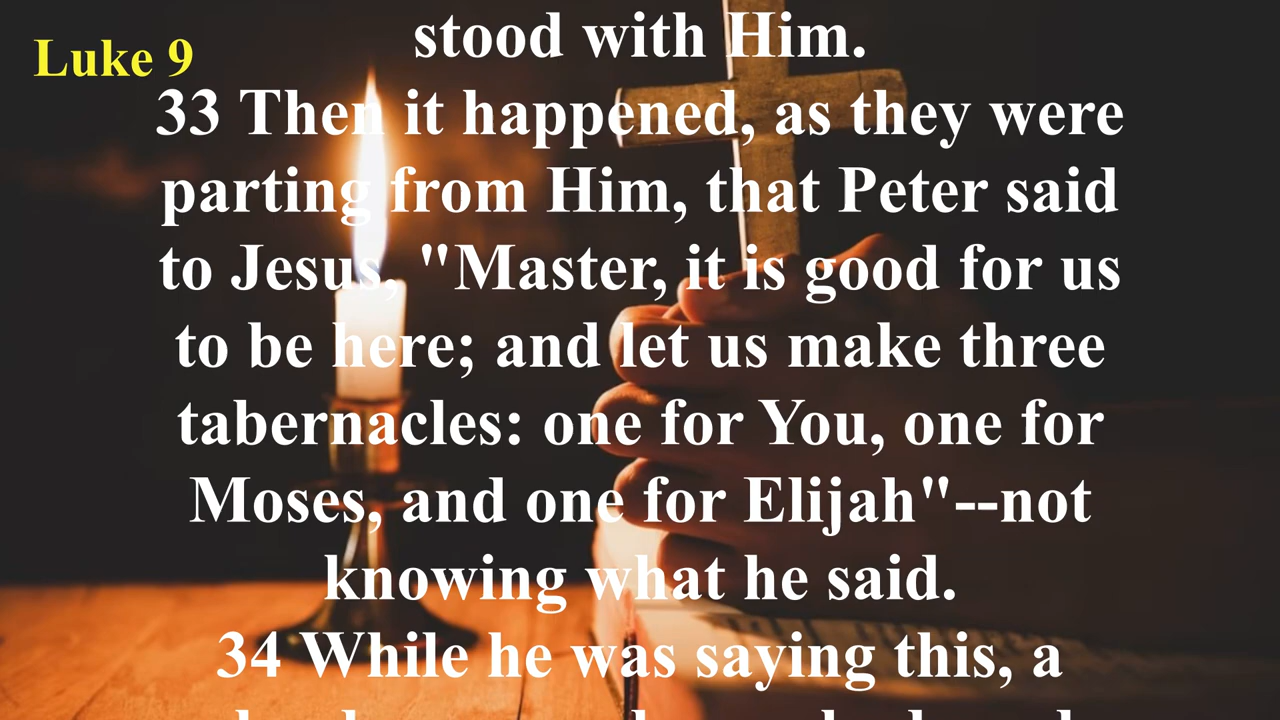 Luke 9
stood with Him.
33 Then it happened, as they were
parting from Him, that Peter said
to Jesus, "Master, it is good for us
to be here; and let us make three
tabernacles: one for You, one for
Moses, and one for Elijah"--not
knowing what he said.
34 While he was saying this, a